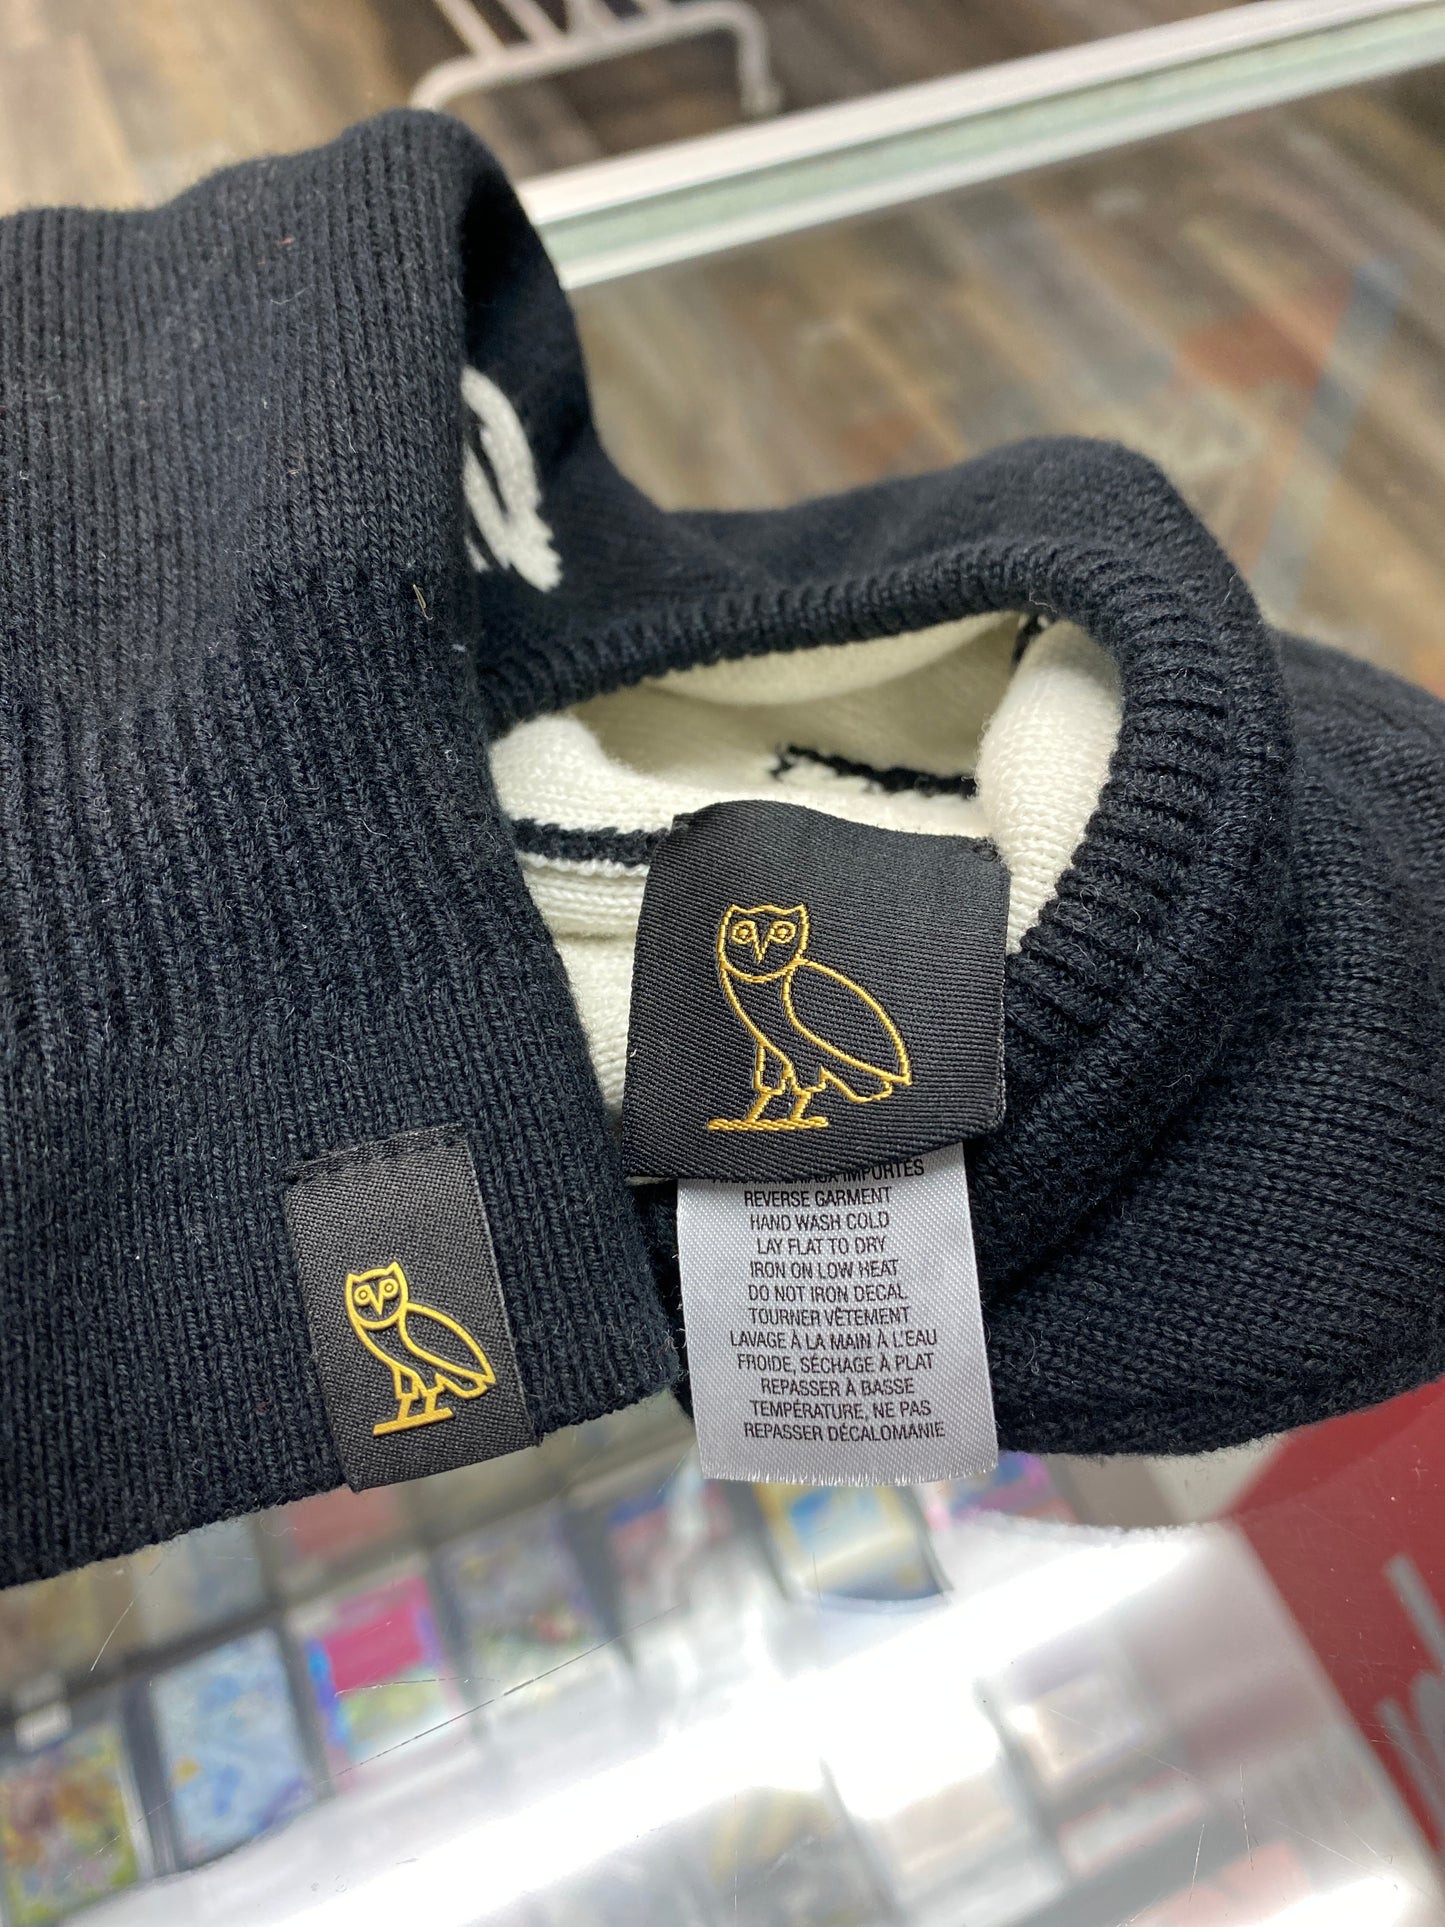 IMPORTÉS
REVERSE GARMENT
HAND WASH COLD
LAY FLAT TO DRY
IRON ON LOW HEAT
DO NOT IRON DECAL
TOURNER VÊTEMENT
LAVAGE À LA MAIN À L'EAU
FROIDE, SÉCHAGE À PLAT
REPASSER À BASSE
TEMPÉRATURE, NE PAS
REPASSER DÉCALOMANIE